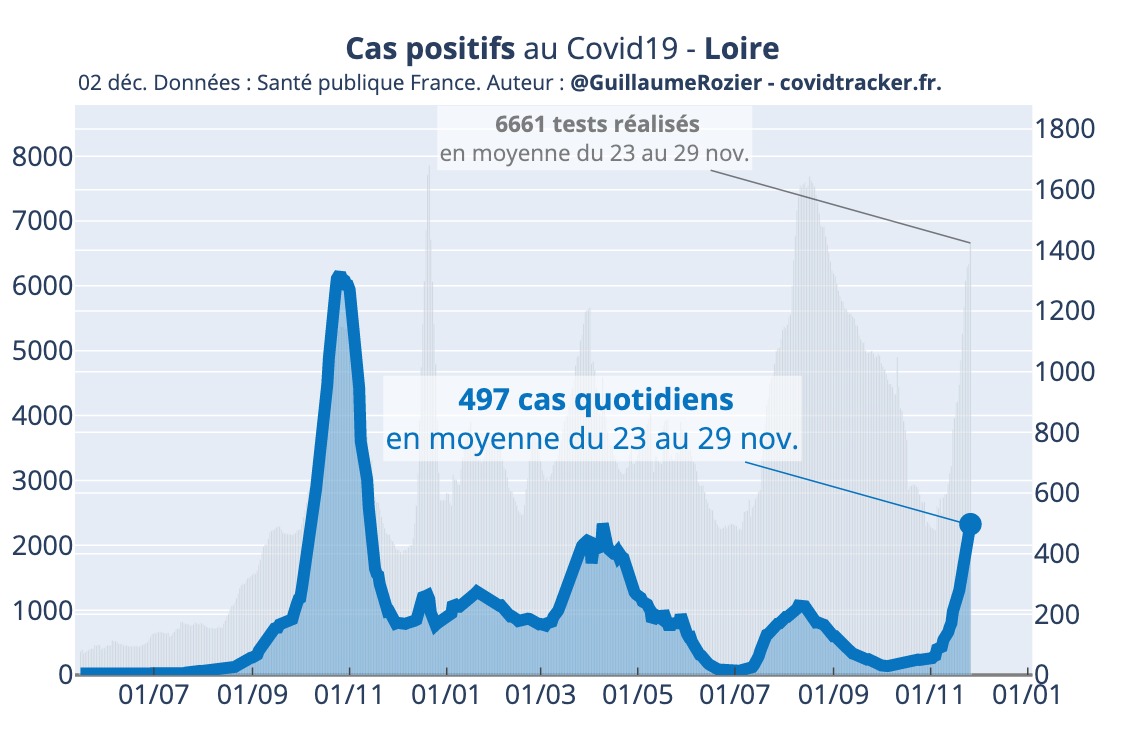 Cas positifs au Covid19 - Loire
02 déc. Données : Santé publique France. Auteur : @GuillaumeRozier - covidtracker.fr.
6661 tests réalisés
en moyenne du 23 au 29 nov.
497 cas quotidiens
en moyenne du 23 au 29 nov.
8000
7000
6000
5000
4000
3000
2000
1000
0
1800
1600
1400
1200
1000
800
600
400
200
0
01/07 01/09 01/11 01/01 01/03 01/05 01/07 01/09 01/11 01/01